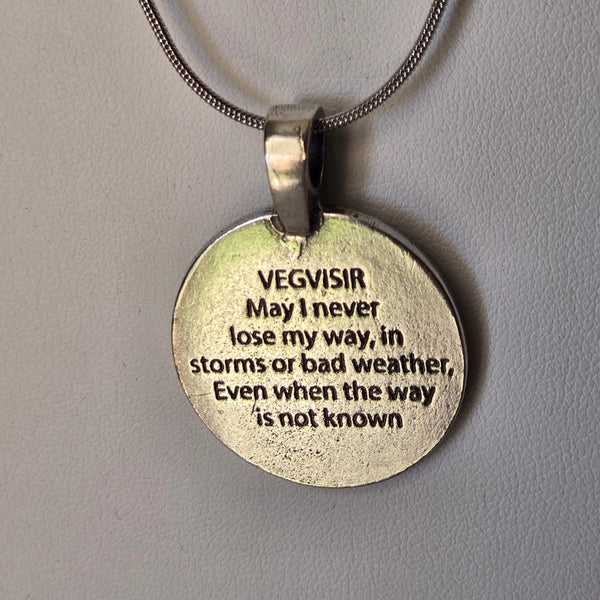 VEGVISIR
May I never
lose my way, in
storms or bad weather,
Even when the way
is not known